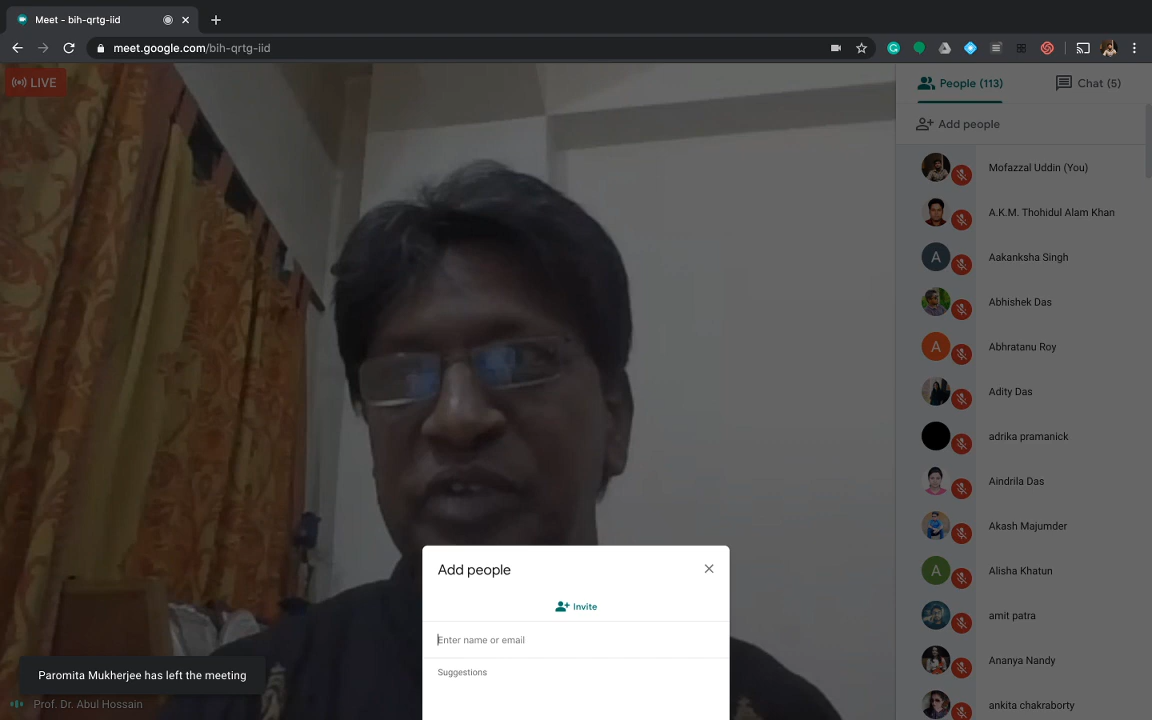 Meet - bih-qrtg-iid
meet.google.com/bih-qrtg-iid
LIVE
People (113)
Chat (5)
Add people
Mofazzal Uddin (You)
A.K.M. Thohidul Alam Khan
A
Aakanksha Singh
Abhishek Das
A
Abhratanu Roy
Adity Das
adrika pramanick
Aindrila Das
Akash Majumder
A
Alisha Khatun
amit patra
Ananya Nandy
ankita chakraborty
Add people
Invite
Enter name or email
Suggestions
Paromita Mukherjee has left the meeting
Prof. Dr. Abul Hossain